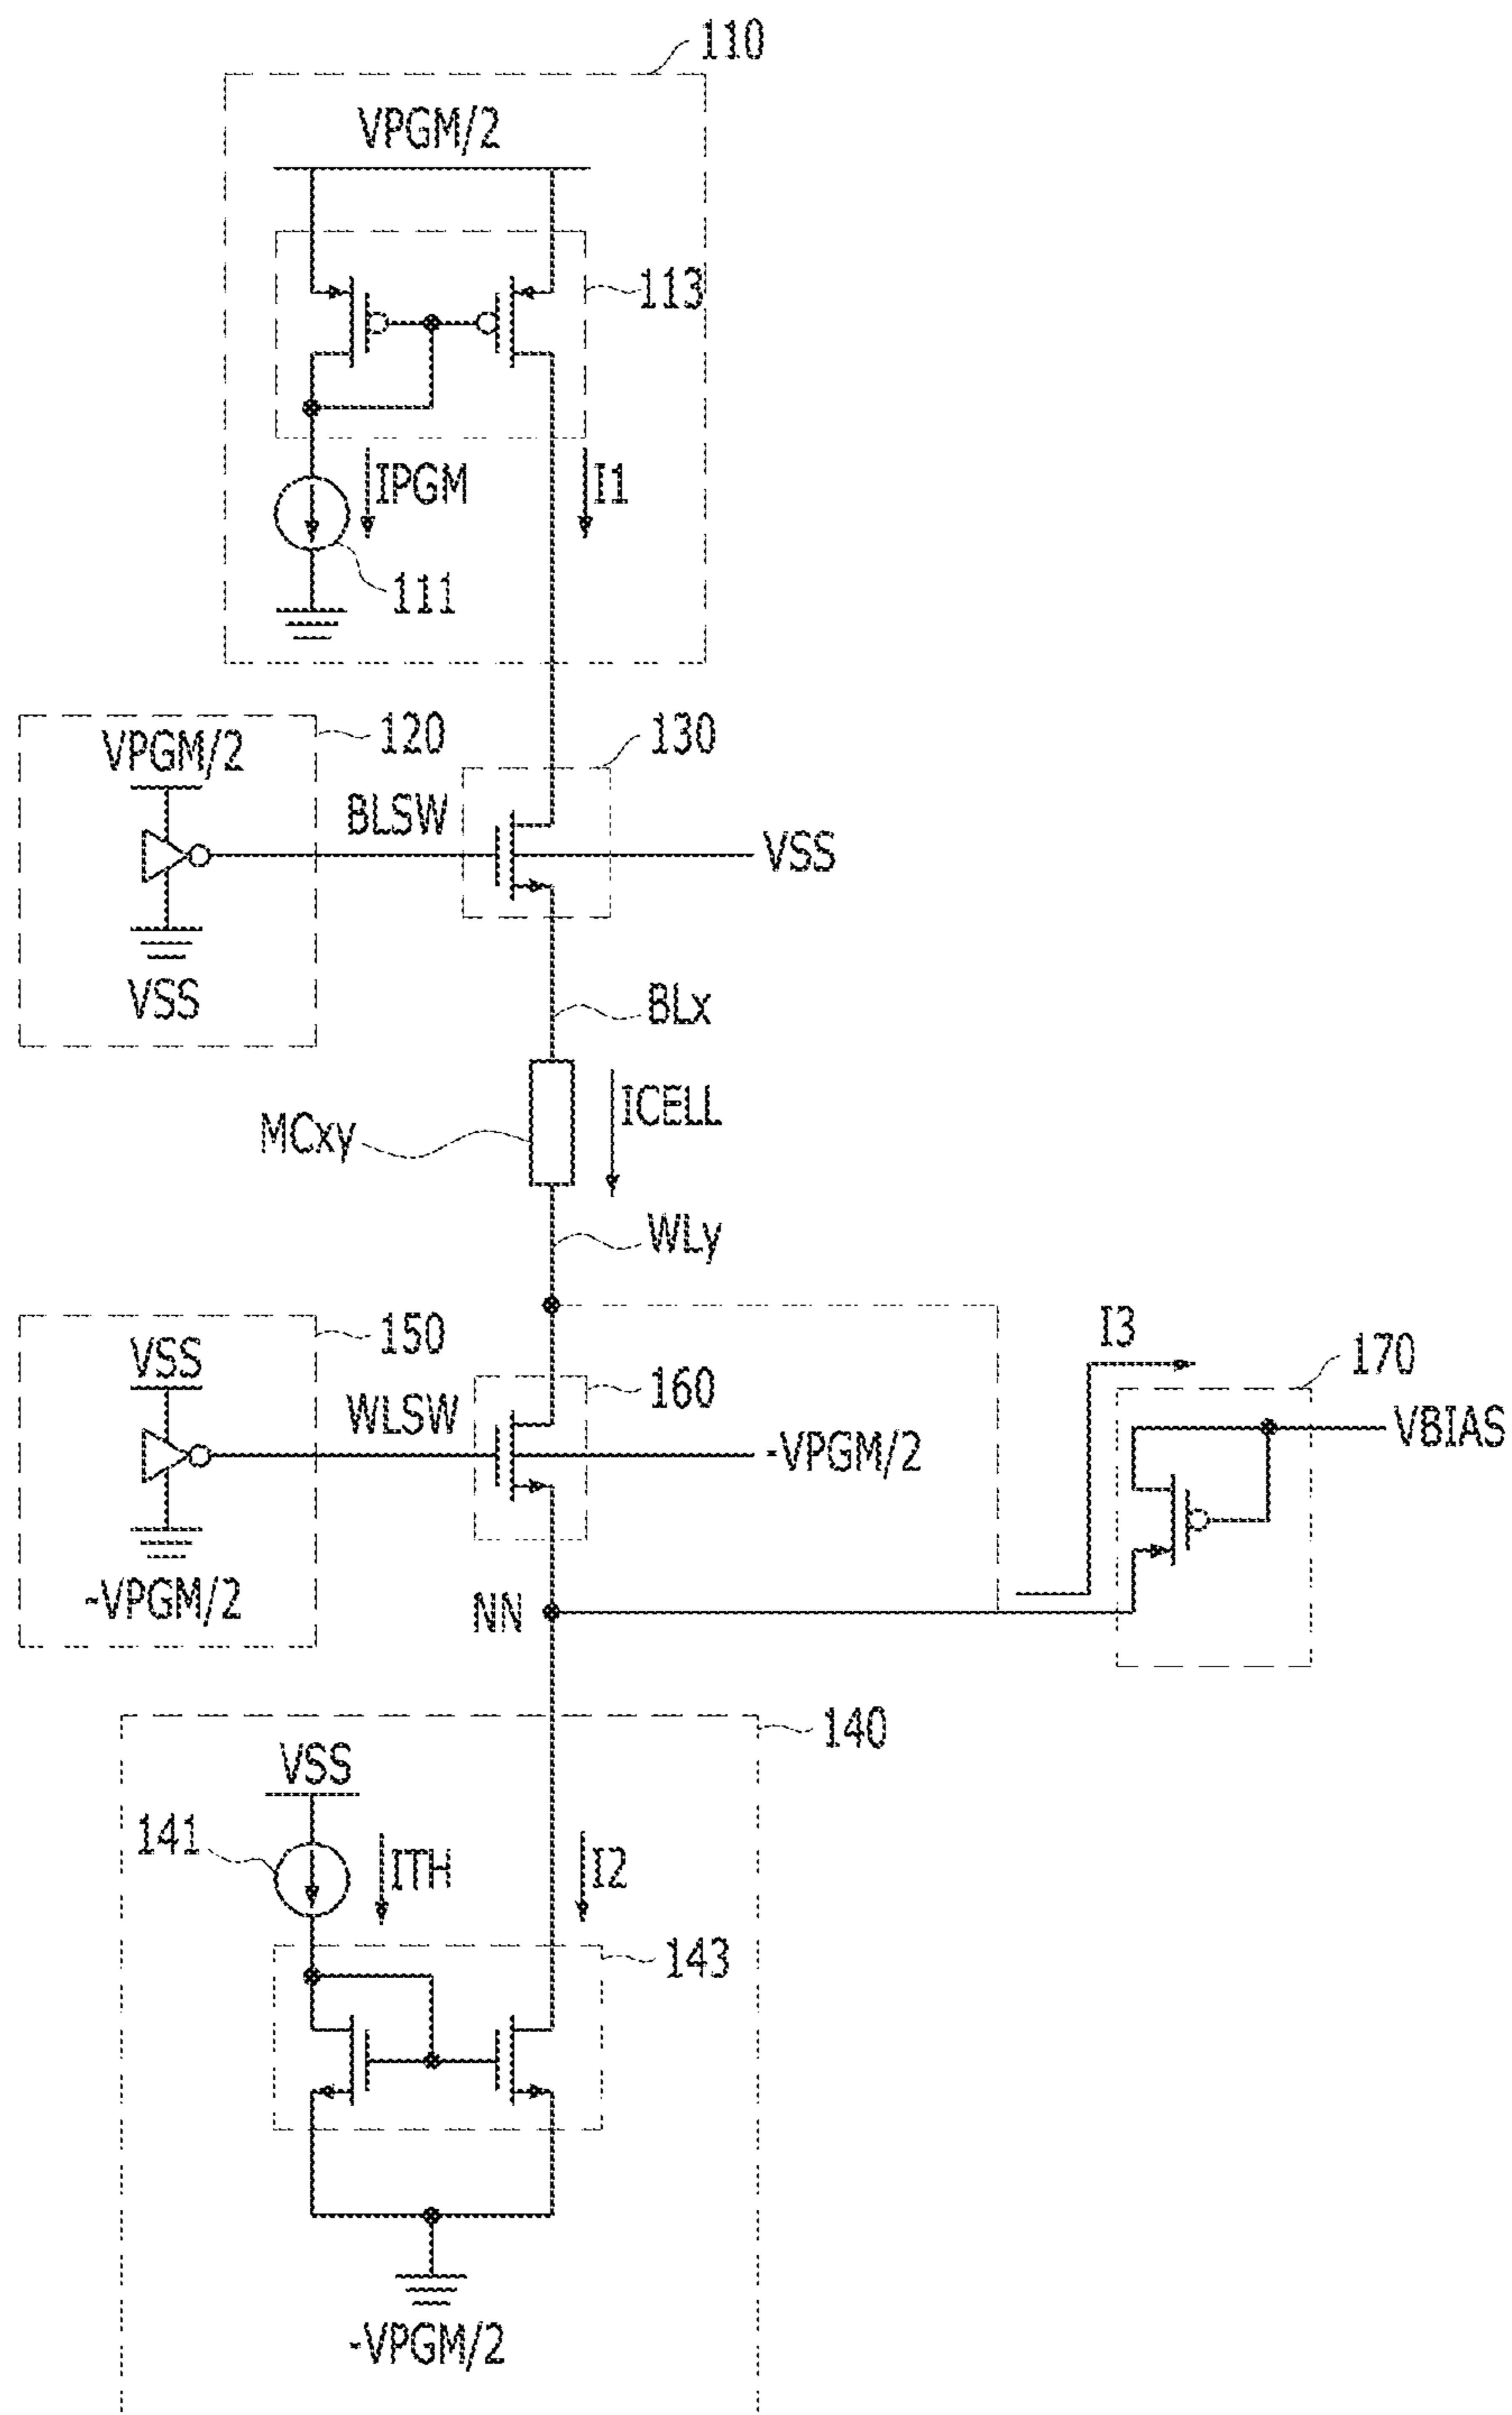 110
VPGM/2
113
IPGM
I1
111
120
VPGM/2
130
BLSW
VSS
VSS
BLx
ICELL
MCxy
WLy
150
VSS
I3
170
160
WLSW
VBIAS
-VPGM/2
-VPGM/2
NN
140
VSS
141
ITH
I2
143
-VPGM/2